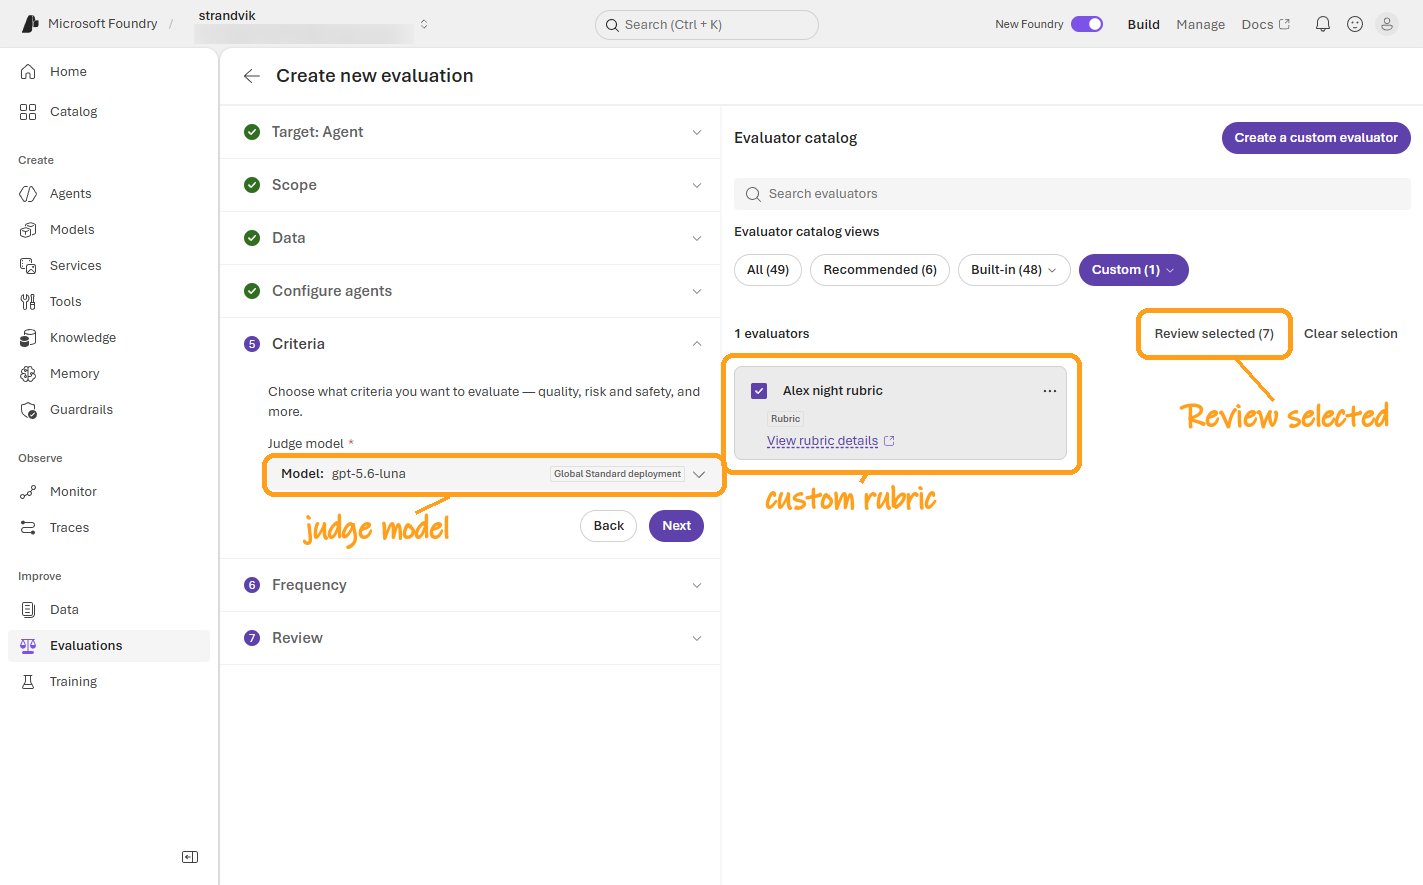 Microsoft Foundry / strandvik
Search (Ctrl + K)
New Foundry Build Manage Docs
Home
Catalog
Create
Agents
Models
Services
Tools
Knowledge
Memory
Guardrails
Observe
Monitor
Traces
Improve
Data
Evaluations
Training
Create new evaluation
Target: Agent
Scope
Data
Configure agents
5 Criteria
Choose what criteria you want to evaluate — quality, risk and safety, and
more.
Judge model *
Model: gpt-5.6-luna Global Standard deployment
judge model
Back Next
6 Frequency
7 Review
Evaluator catalog Create a custom evaluator
Search evaluators
Evaluator catalog views
All (49) Recommended (6) Built-in (48) Custom (1)
1 evaluators Review selected (7) Clear selection
Alex night rubric ...
Rubric
View rubric details
Review selected
custom rubric